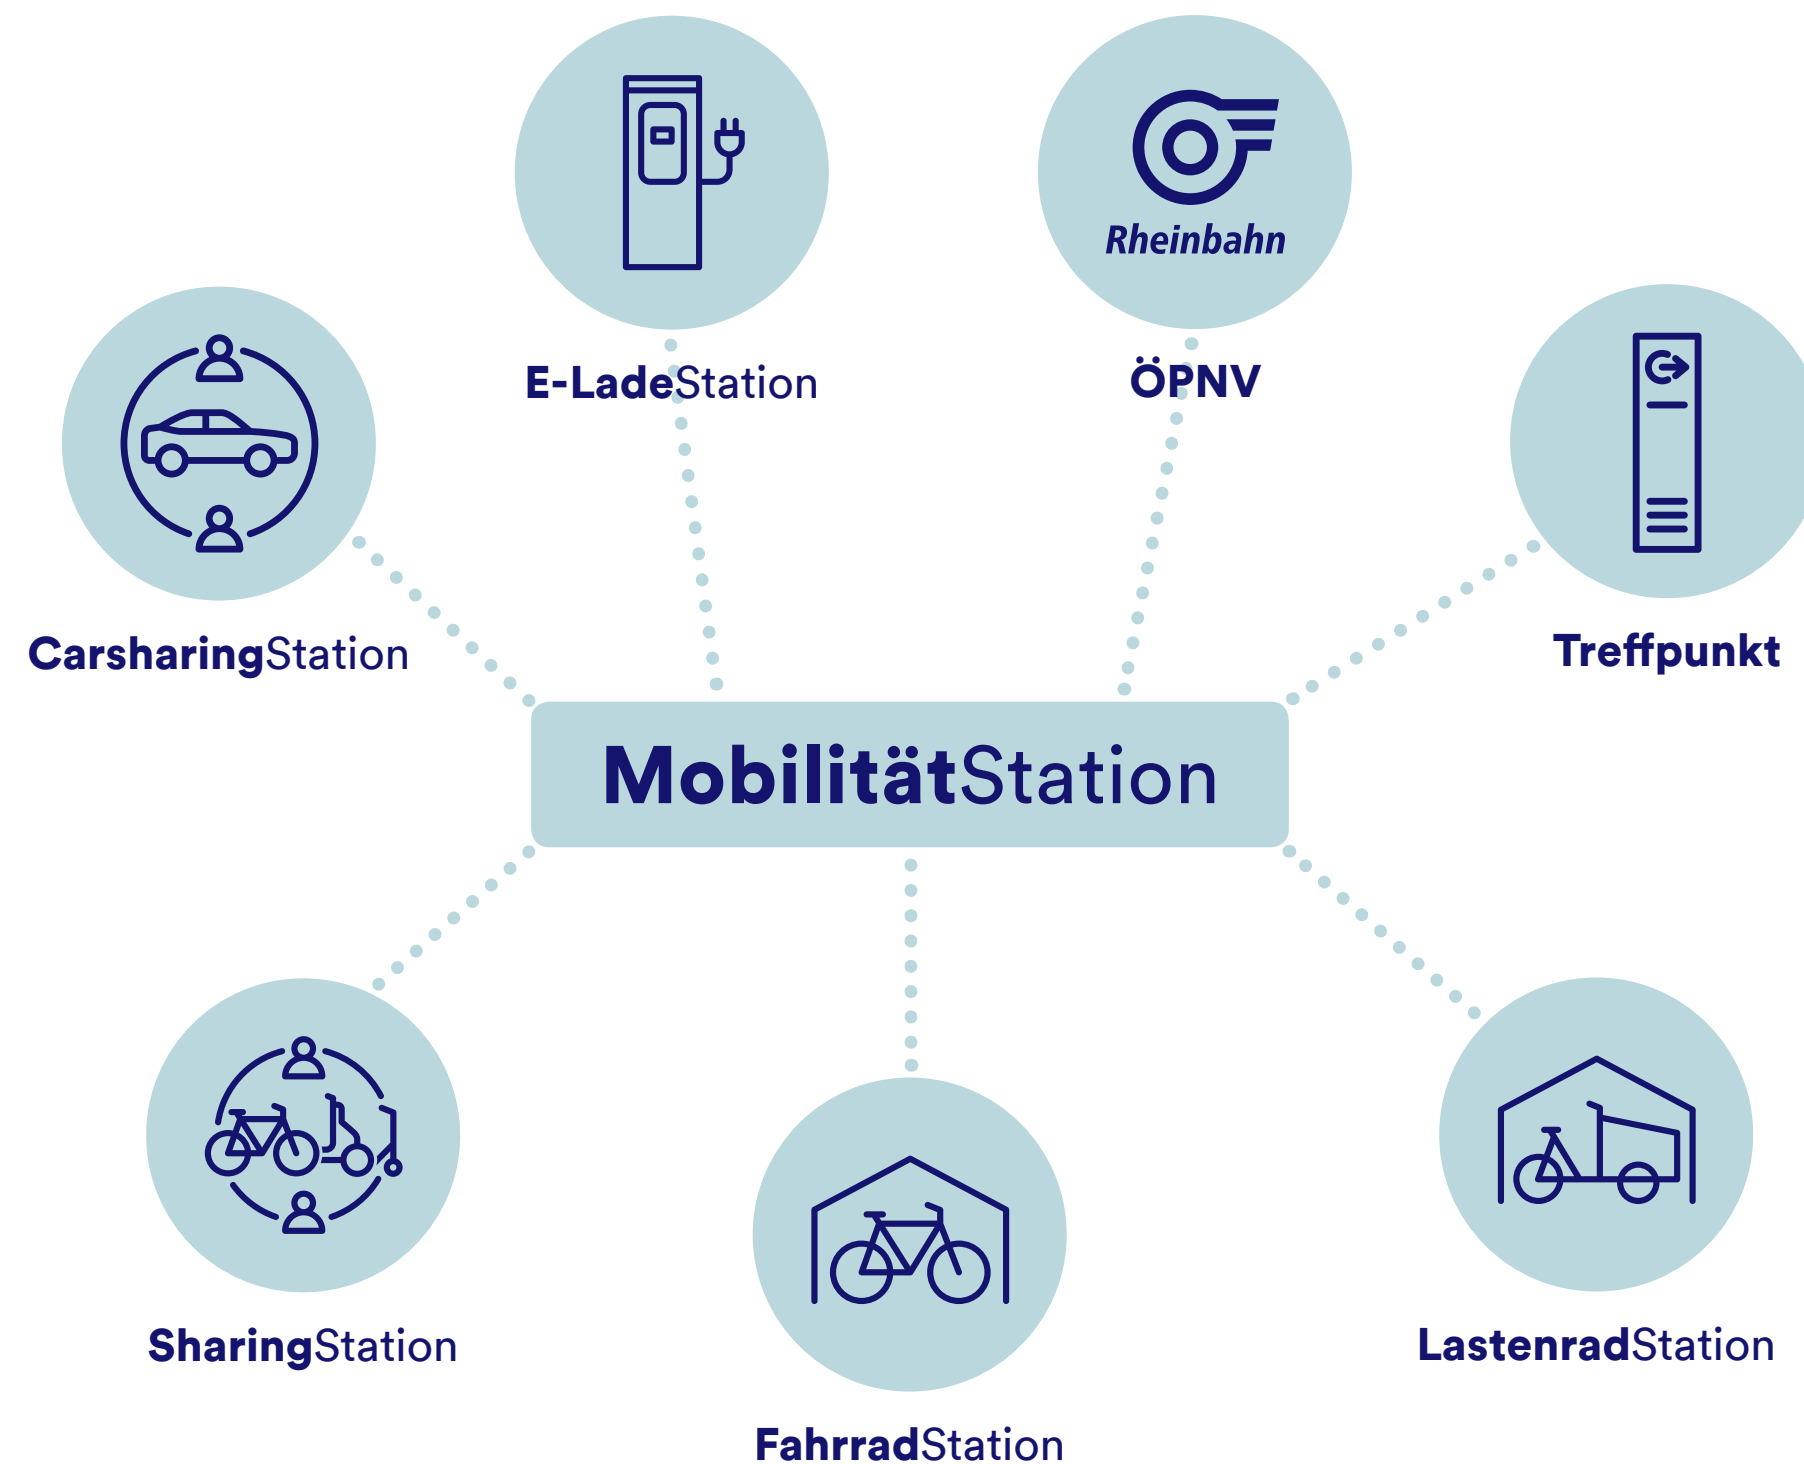 Rheinbahn
E-LadeStation
ÖPNV
CarsharingStation
Treffpunkt
MobilitätStation
SharingStation
LastenradStation
FahrradStation